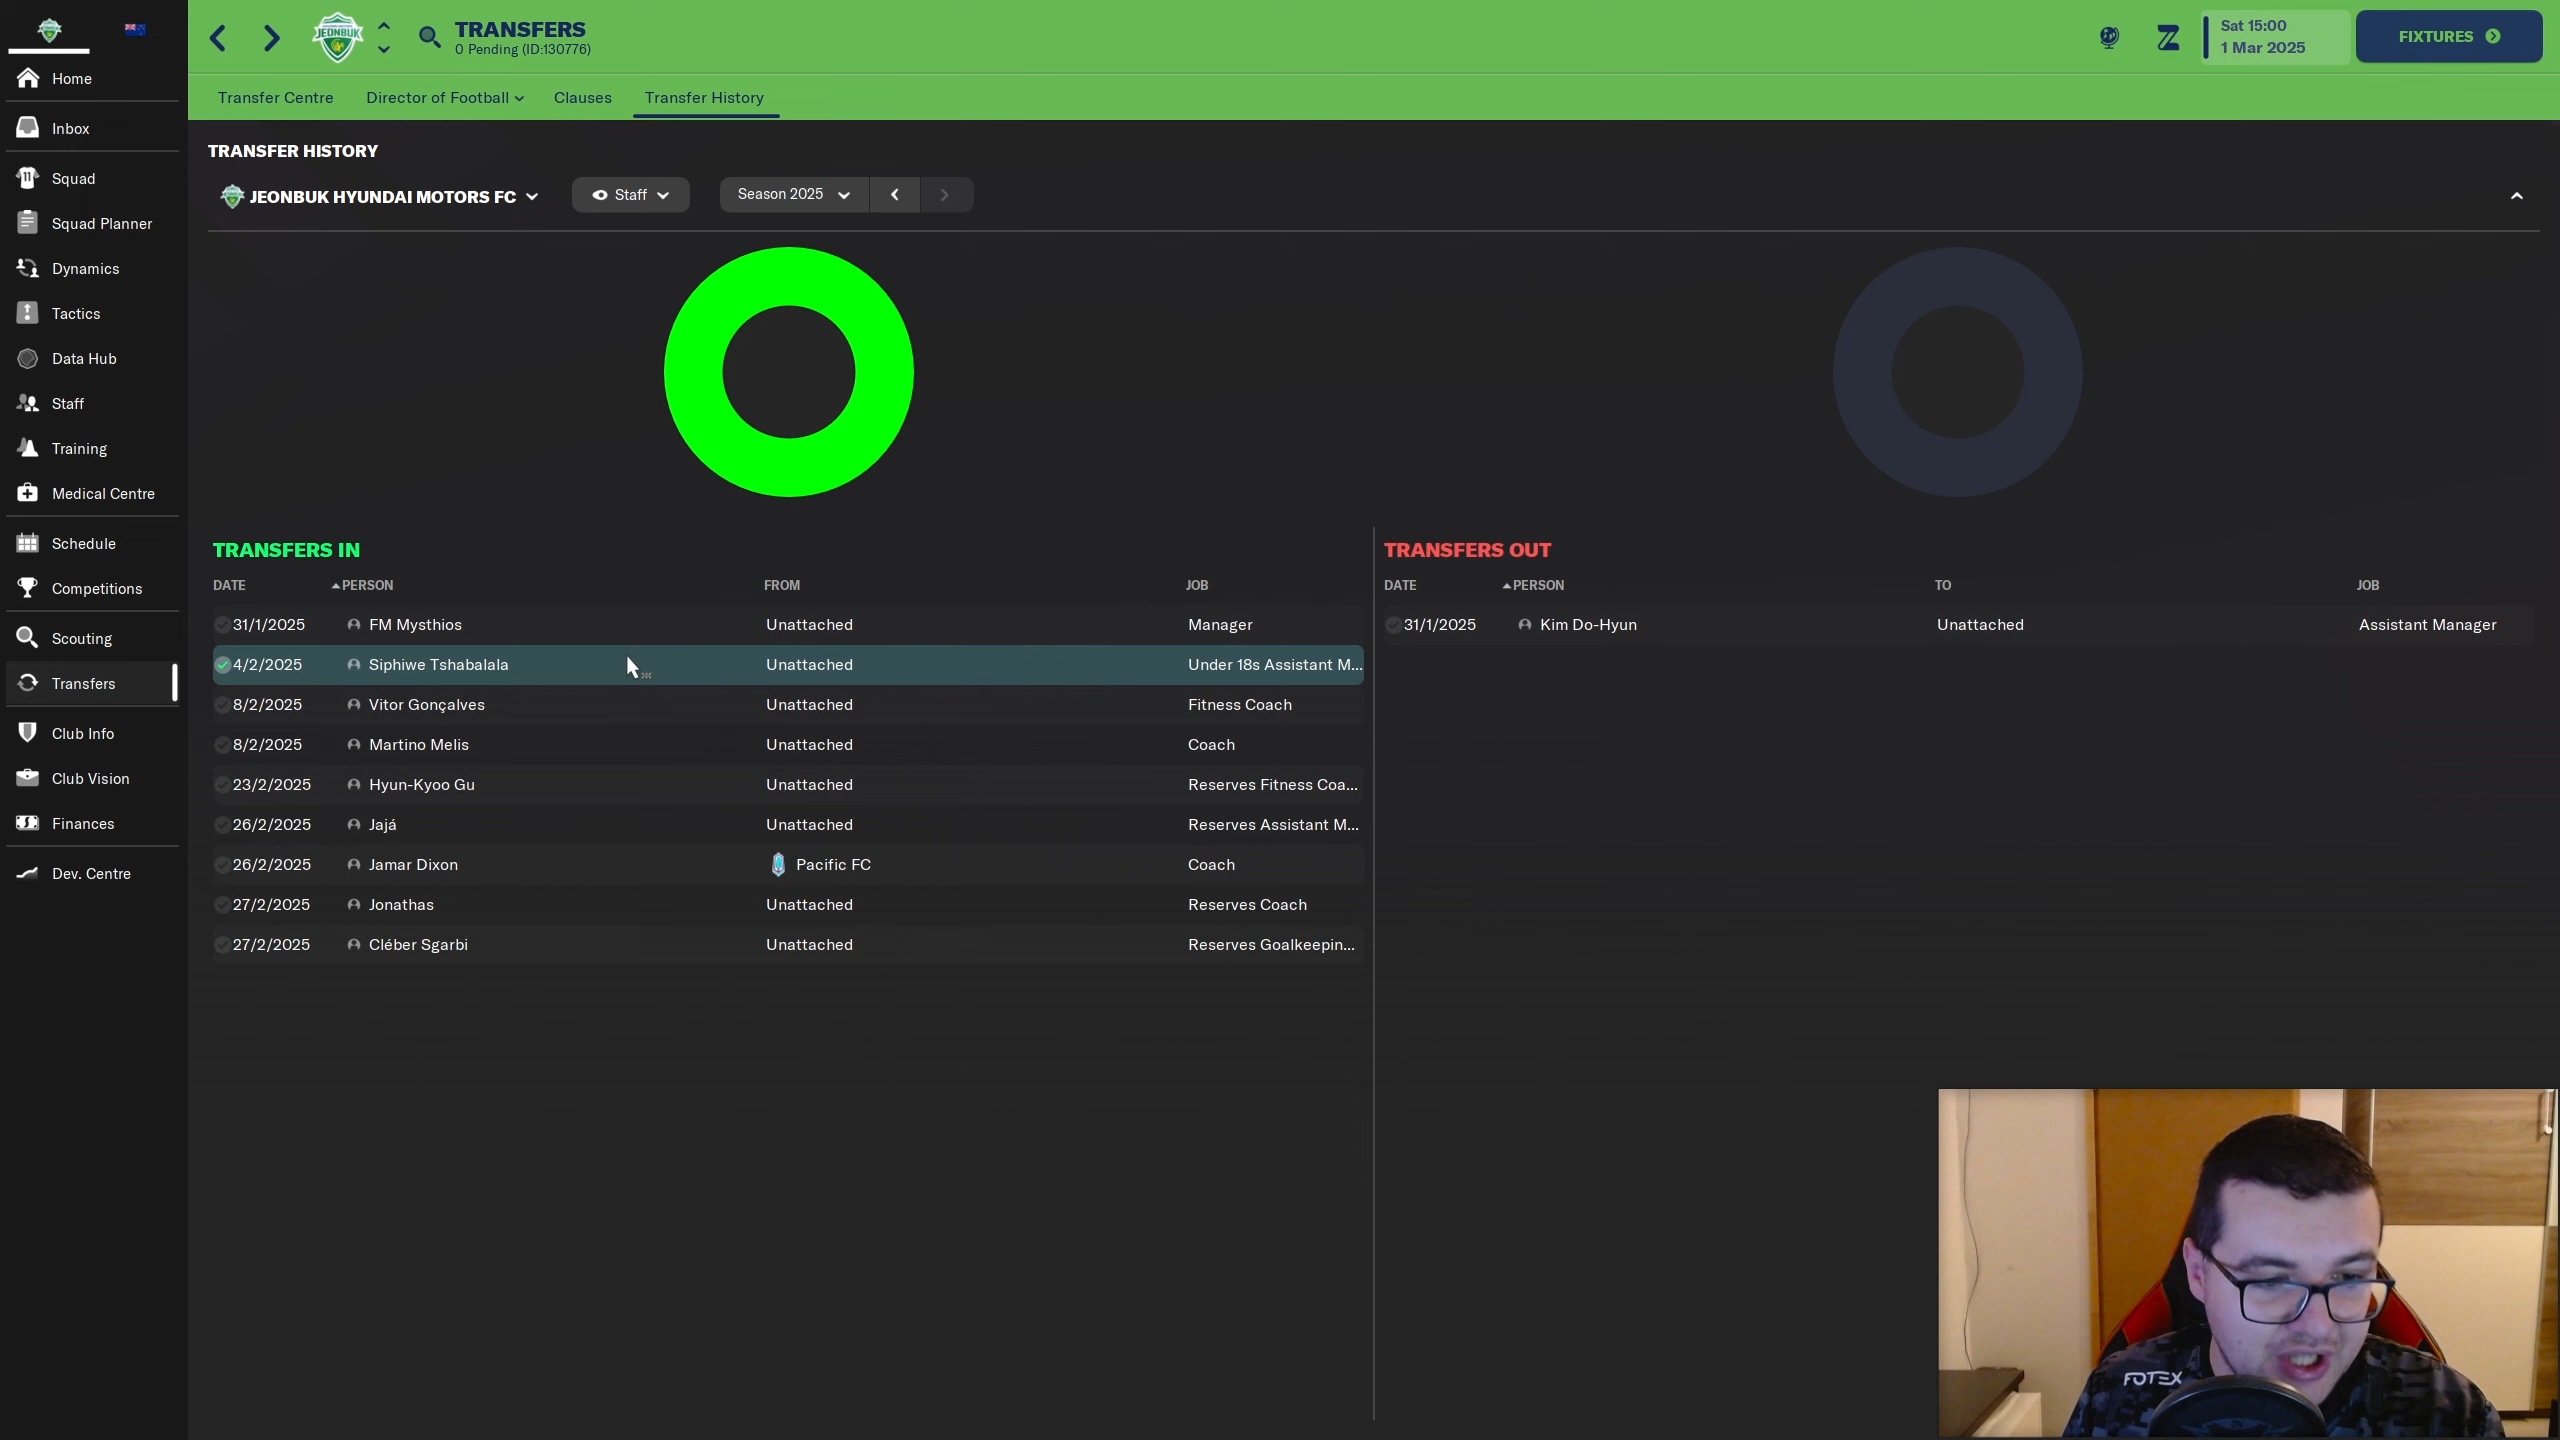 TRANSFERS
0 Pending (ID:130776)
Sat 15:00
1 Mar 2025
FIXTURES
Home
Inbox
Squad
Squad Planner
Dynamics
Tactics
Data Hub
Staff
Training
Medical Centre
Schedule
Competitions
Scouting
Transfers
Club Info
Club Vision
Finances
Dev. Centre
Transfer Centre
Director of Football
Clauses
Transfer History
TRANSFER HISTORY
JEONBUK HYUNDAI MOTORS FC
Staff
Season 2025
TRANSFERS IN
DATE PERSON FROM JOB
31/1/2025 FM Mysthios Unattached Manager
4/2/2025 Siphiwe Tshabalala Unattached Under 18s Assistant M...
8/2/2025 Vitor Gonçalves Unattached Fitness Coach
8/2/2025 Martino Melis Unattached Coach
23/2/2025 Hyun-Kyoo Gu Unattached Reserves Fitness Coa...
26/2/2025 Jajá Unattached Reserves Assistant M...
26/2/2025 Jamar Dixon Pacific FC Coach
27/2/2025 Jonathas Unattached Reserves Coach
27/2/2025 Cléber Sgarbi Unattached Reserves Goalkeepin...
TRANSFERS OUT
DATE PERSON TO JOB
31/1/2025 Kim Do-Hyun Unattached Assistant Manager
JEONBUK
FOTEX